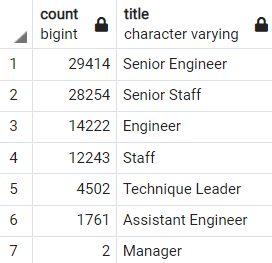 count title
bigint character varying
1 29414 Senior Engineer
2 28254 Senior Staff
3 14222 Engineer
4 12243 Staff
5 4502 Technique Leader
6 1761 Assistant Engineer
7 2 Manager